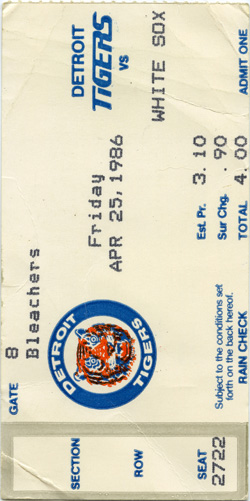 DETROIT
TIGERS
VS
WHITE SOX
Friday
APR 25, 1986
Est. Pr. 3.10
Sur Chg. .90
TOTAL 4.00
ADMIT ONE
GATE 8
Bleachers
DETROIT
TIGERS
Subject to the conditions set
forth on the back hereof.
RAIN CHECK
SECTION
ROW
SEAT 2722